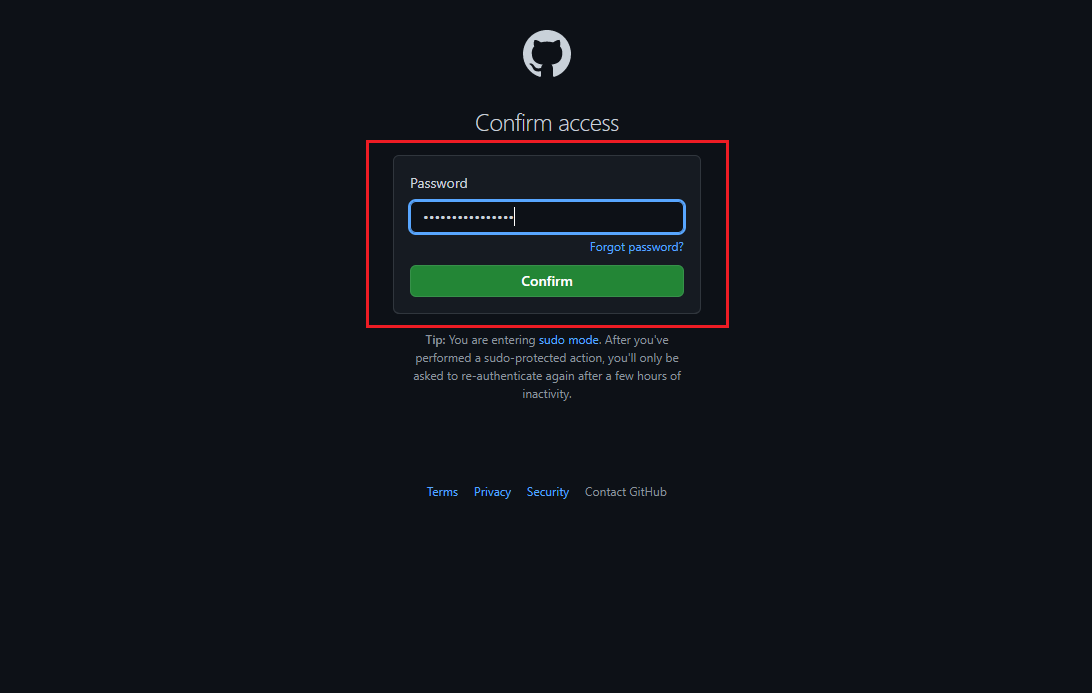 Confirm access
Password
••••••••••••••••
Forgot password?
Confirm
Tip: You are entering sudo mode. After you've
performed a sudo-protected action, you'll only be
asked to re-authenticate again after a few hours of
inactivity.
Terms Privacy Security Contact GitHub